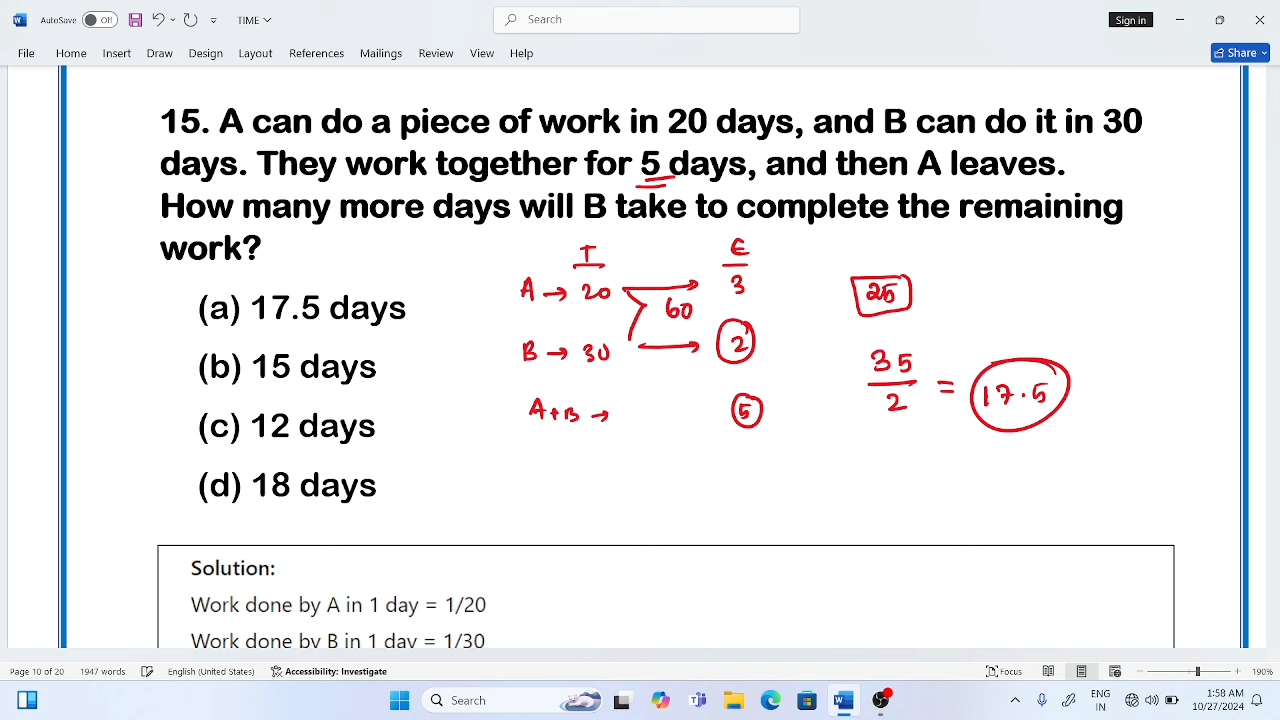 AutoSave Off TIME Search Sign in
File Home Insert Draw Design Layout References Mailings Review View Help Share
15. A can do a piece of work in 20 days, and B can do it in 30
days. They work together for 5 days, and then A leaves.
How many more days will B take to complete the remaining
work?
T E
A → 20 60 3 25
B → 30 2
A+B → 5
35/2 = 17.5
(a) 17.5 days
(b) 15 days
(c) 12 days
(d) 18 days
Solution:
Work done by A in 1 day = 1/20
Work done by B in 1 day = 1/30
Page 10 of 20 1947 words English (United States) Accessibility: Investigate Focus 190%
Search ENG IN 1:58 AM 10/27/2024